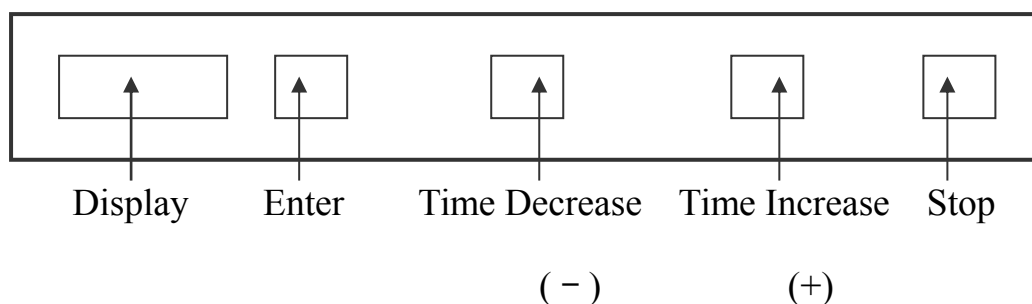 Display Enter Time Decrease Time Increase Stop
( − ) (+)